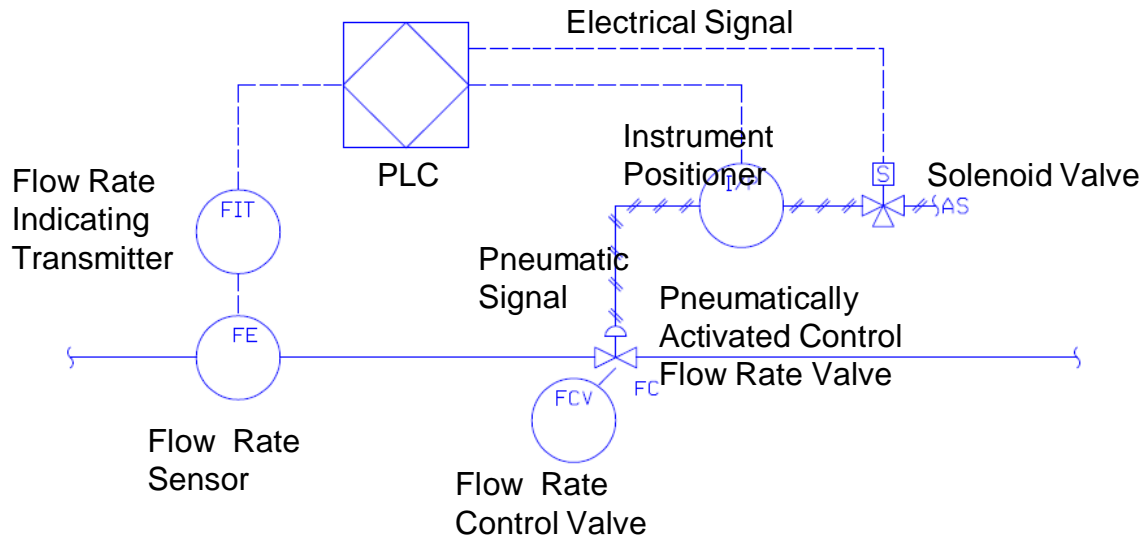 Electrical Signal
PLC
Instrument
Positioner
I/P
S
Solenoid Valve
AS
Flow Rate
Indicating
Transmitter
FIT
Pneumatic
Signal
Pneumatically
Activated Control
Flow Rate Valve
FE
FCV
FC
Flow Rate
Sensor
Flow Rate
Control Valve